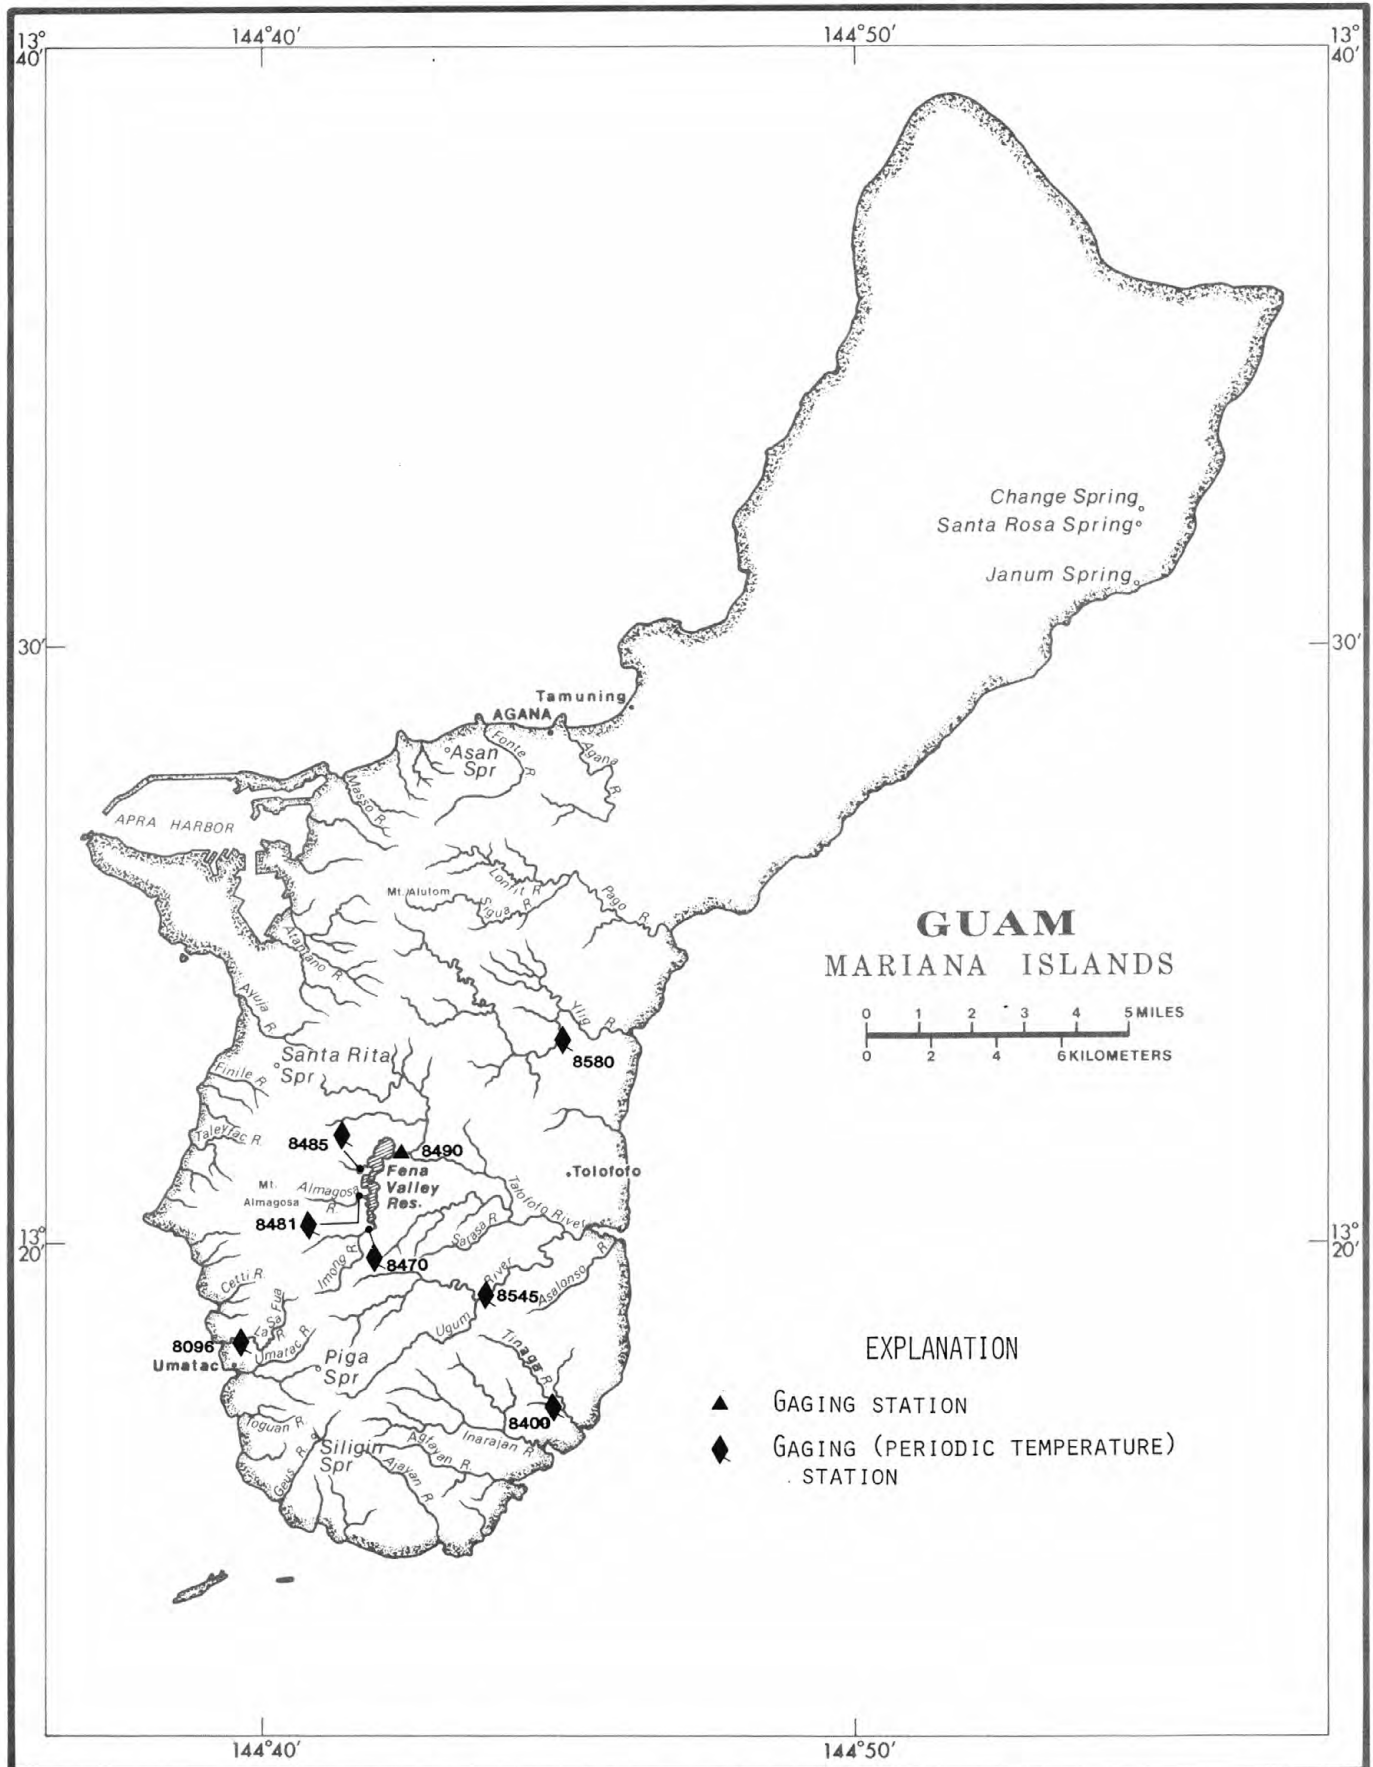 144°40'
144°50'
13°
40'
13°
40'
Change Spring
Santa Rosa Spring
Janum Spring
30'
30'
Tamuning
AGANA
Fonte R
Agana R
Asan
Spr
Masso R.
APRA HARBOR
Mt. Alutom
Lonfit R
Sigua R
Pago R.
Atantano R
GUAM
MARIANA ISLANDS
0 1 2 3 4 5 MILES
0 2 4 6 KILOMETERS
Ayuja R
Ylig R
8580
Santa Rita
Spr
Finile R
Taleyfac R.
8485
8490
Fena
Valley
Res.
Tolofofo
Mt.
Almagosa
Almagosa R.
8481
Talofofo River
Sarasa R
13°
20'
13°
20'
Imong R
8470
Cetti R.
La Sa Fua R
8545
Ugum River
Asalonso R
8096
Umatac R.
Umatac
Piga
Spr
Tinaga R
8400
EXPLANATION
GAGING STATION
GAGING (PERIODIC TEMPERATURE)
STATION
Toguan R.
Geus R
Siligin
Spr
Agfayan R.
Ajayan R
Inarajan R
144°40'
144°50'